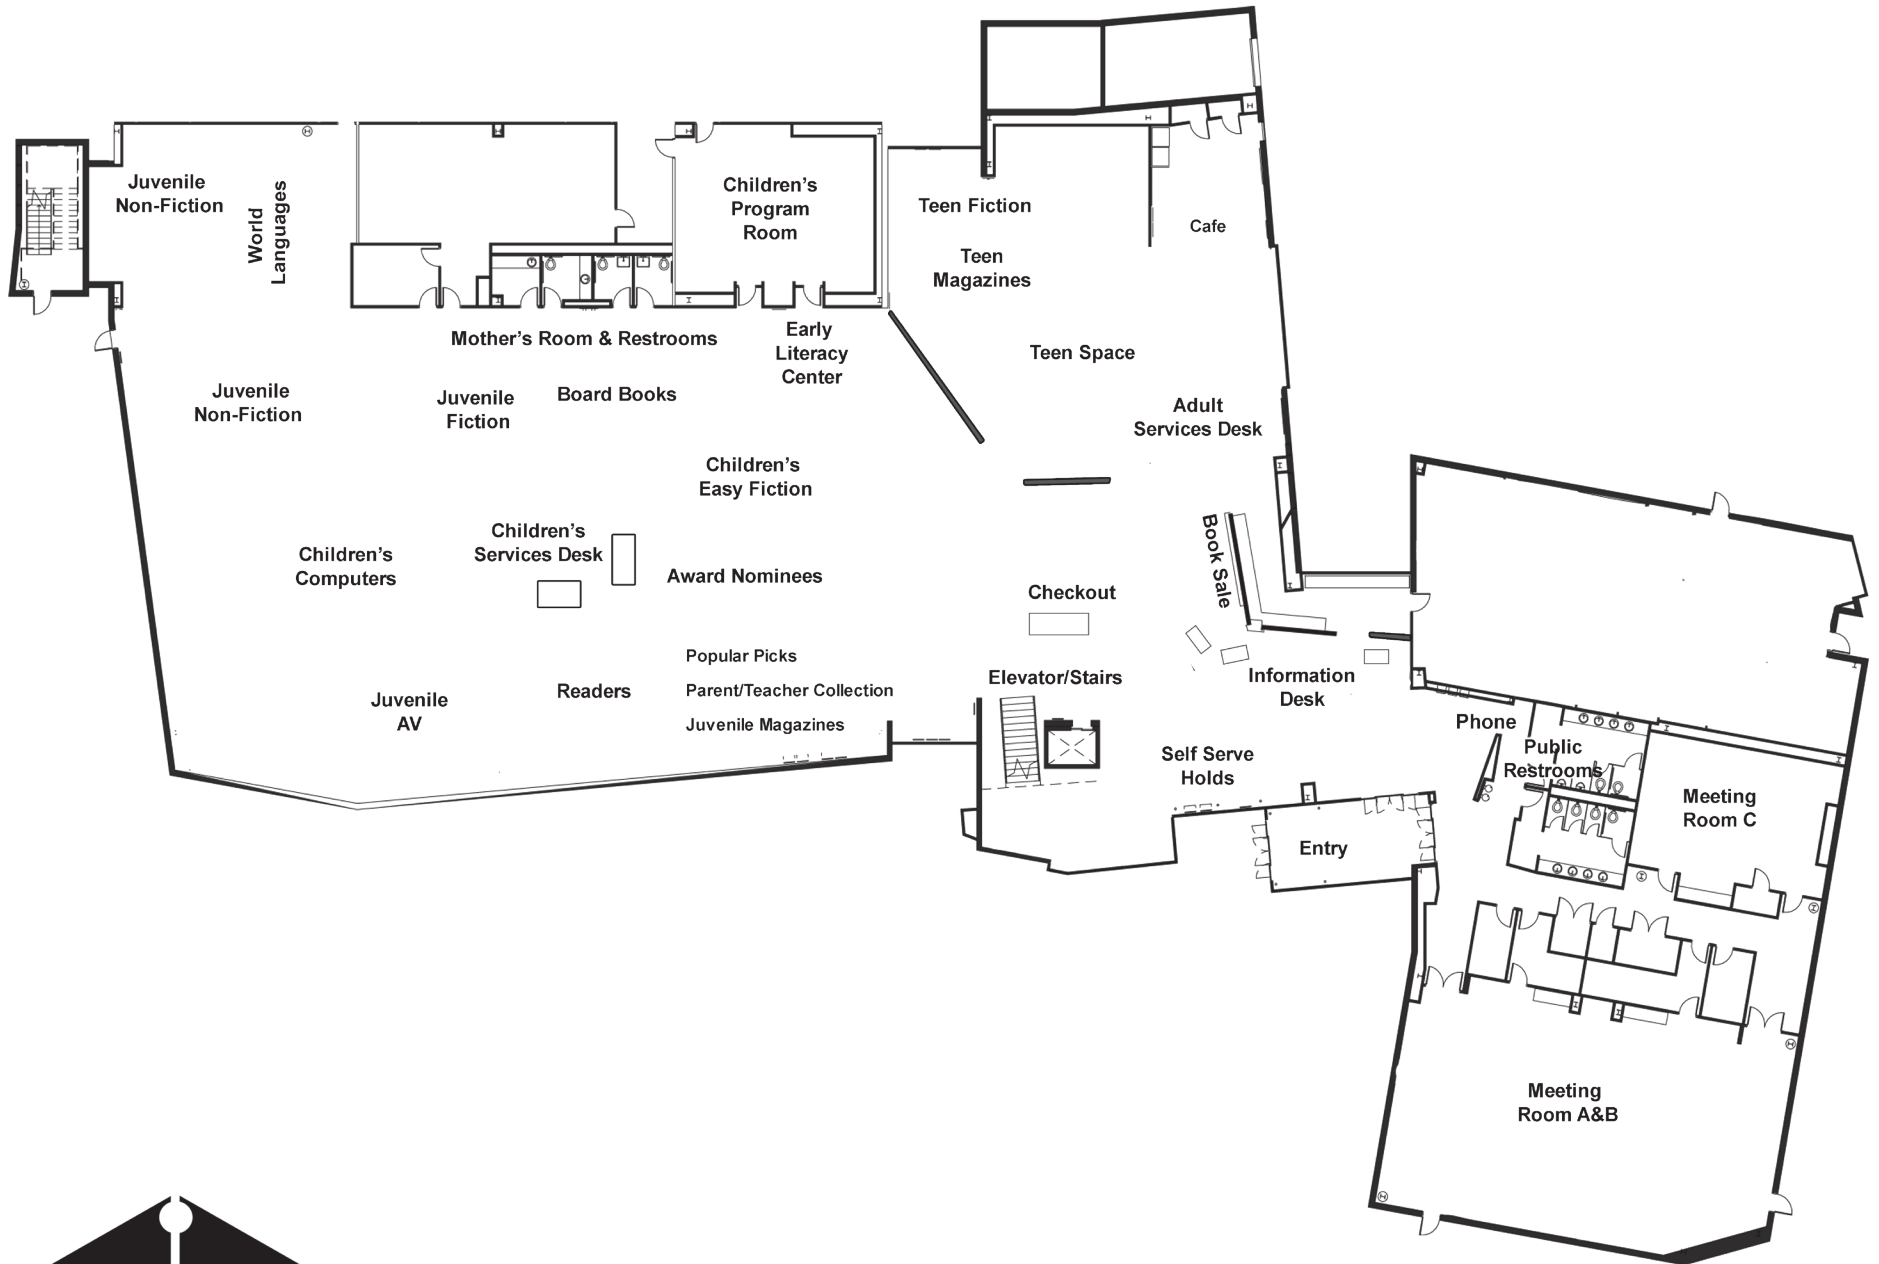 Juvenile
Non-Fiction
World
Languages
Children's
Program
Room
Teen Fiction
Teen
Magazines
Cafe
Mother's Room & Restrooms
Early
Literacy
Center
Teen Space
Juvenile
Non-Fiction
Juvenile
Fiction
Board Books
Adult
Services Desk
Children's
Easy Fiction
Children's
Services Desk
Children's
Computers
Award Nominees
Checkout
Book Sale
Popular Picks
Parent/Teacher Collection
Juvenile Magazines
Readers
Juvenile
AV
Elevator/Stairs
Information
Desk
Self Serve
Holds
Phone
Public
Restrooms
Meeting
Room C
Entry
Meeting
Room A&B